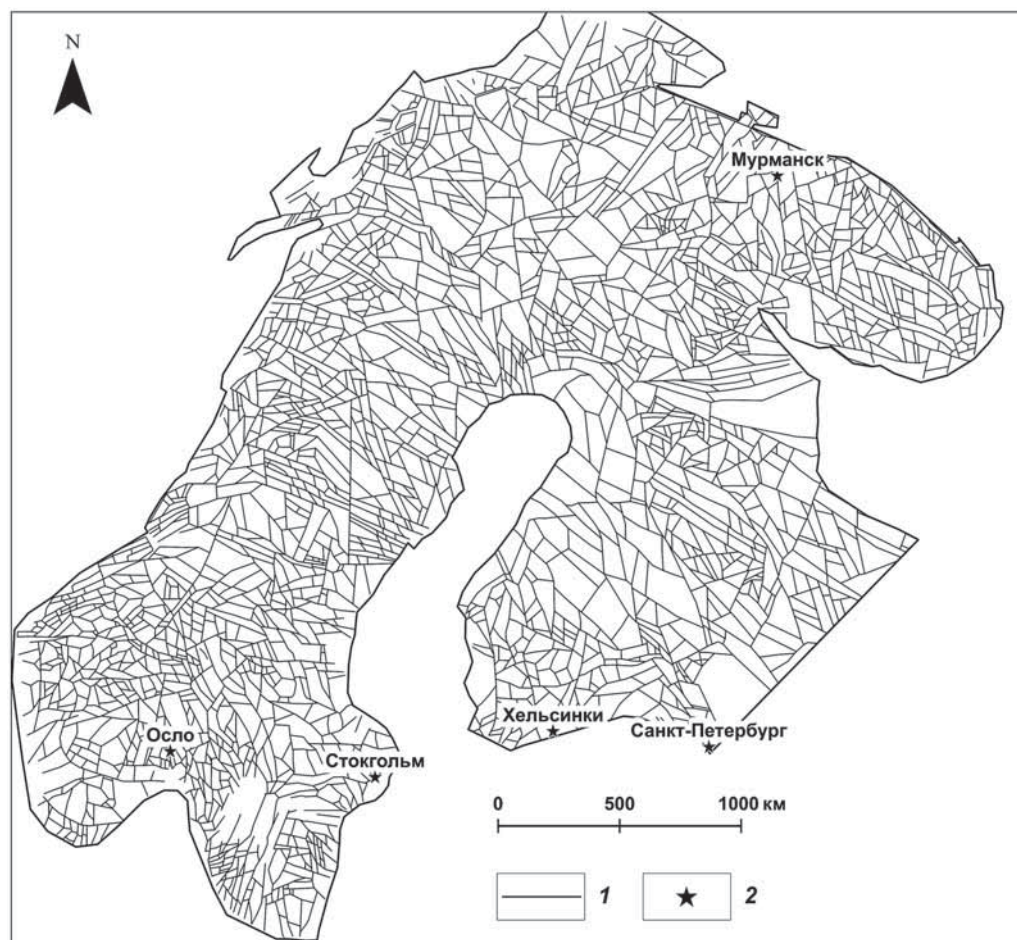 N
Мурманск
Хельсинки
Санкт-Петербург
Осло
Стокгольм
0 500 1000 км
1 2